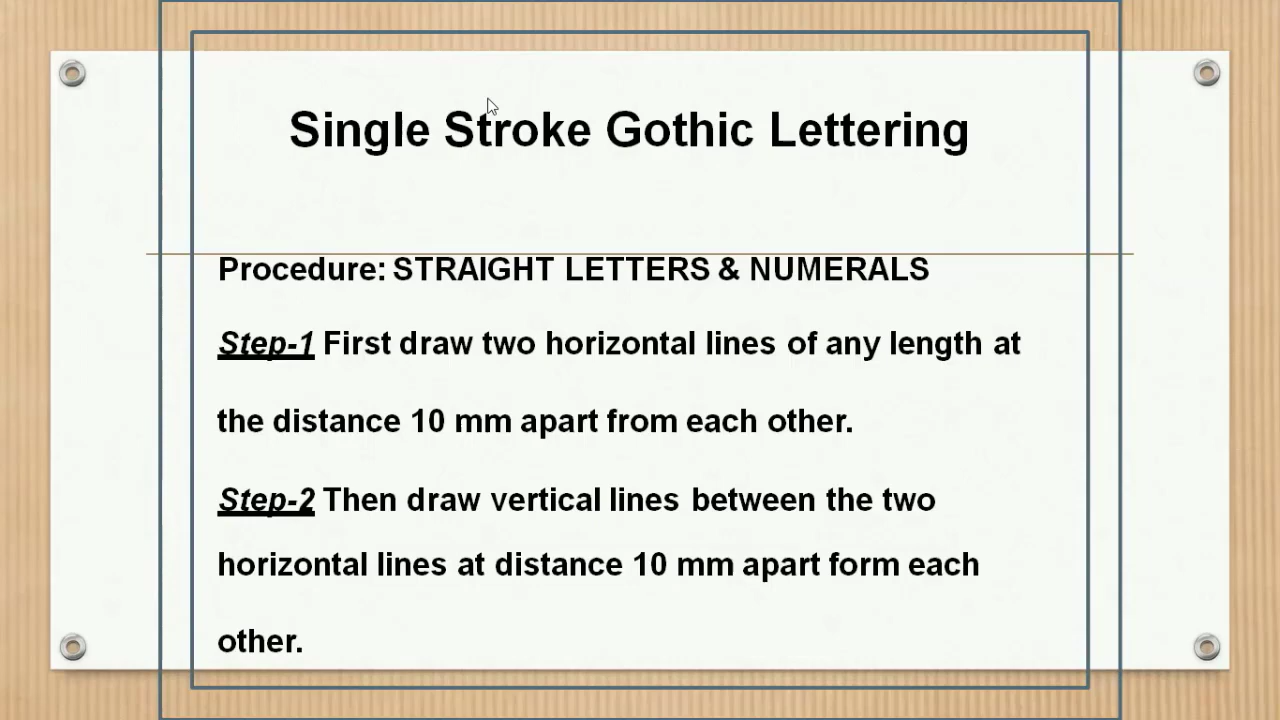 Single Stroke Gothic Lettering
Procedure: STRAIGHT LETTERS & NUMERALS
Step-1 First draw two horizontal lines of any length at
the distance 10 mm apart from each other.
Step-2 Then draw vertical lines between the two
horizontal lines at distance 10 mm apart form each
other.